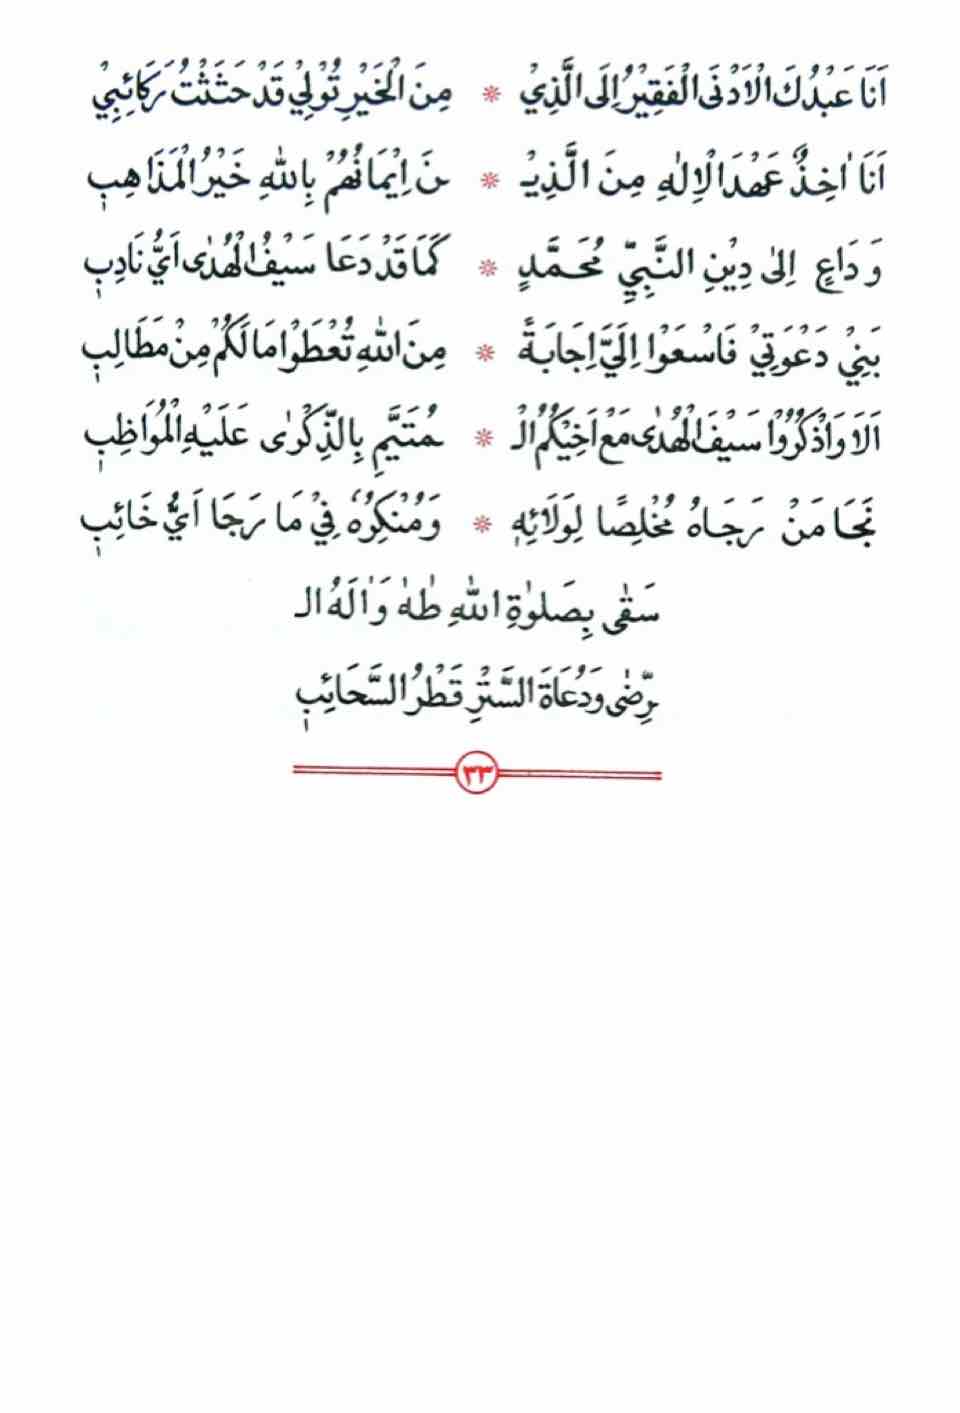 اَنَا عَبْدُكَ الْاَدْنَى الْفَقِيْرُ اِلَى الَّذِيْ * مِنَ الْخَيْرِ تُوْلِيْ قَدْ حَثَثْتُ رَكَائِبِيْ
اَنَا اٰخِذٌ عَهْدَ الْاِلٰهِ مِنَ الَّذِيْـ * ـنَ اِيْمَانُهُمْ بِاللهِ خَيْرُ الْمَذَاهِبِ
وَدَاعٍ اِلىٰ دِيْنِ النَّبِيِّ مُحَمَّدٍ * كَمَا قَدْ دَعَا سَيْفُ الْهُدٰى اَيُّ نَادِبِ
بَنِيْ دَعْوَتِيْ فَاسْعَوْا اِلَيَّ اِجَابَةً * مِنَ اللهِ تُعْطَوْا مَا لَكُمْ مِنْ مَطَالِبِ
اَلَا وَاذْكُرُوْا سَيْفَ الْهُدٰى مَعْ اَخِيْكُمُ الْـ * ـمُتَيَّمِ بِالذِّكْرٰى عَلَيْهِ الْمُوَاظِبِ
نَجَا مَنْ رَجَاهُ مُخْلِصًا لِوَلَائِهٖ * وَمُنْكِرُهٗ فِيْ مَا رَجَا اَيُّ خَائِبِ
سَقٰى بِصَلٰوةِ اللهِ طٰهٰ وَاٰلَهُ الـ
ـرِّضٰى وَدُعَاةَ السَّتْرِ قَطْرُ السَّحَائِبِ
٣٣